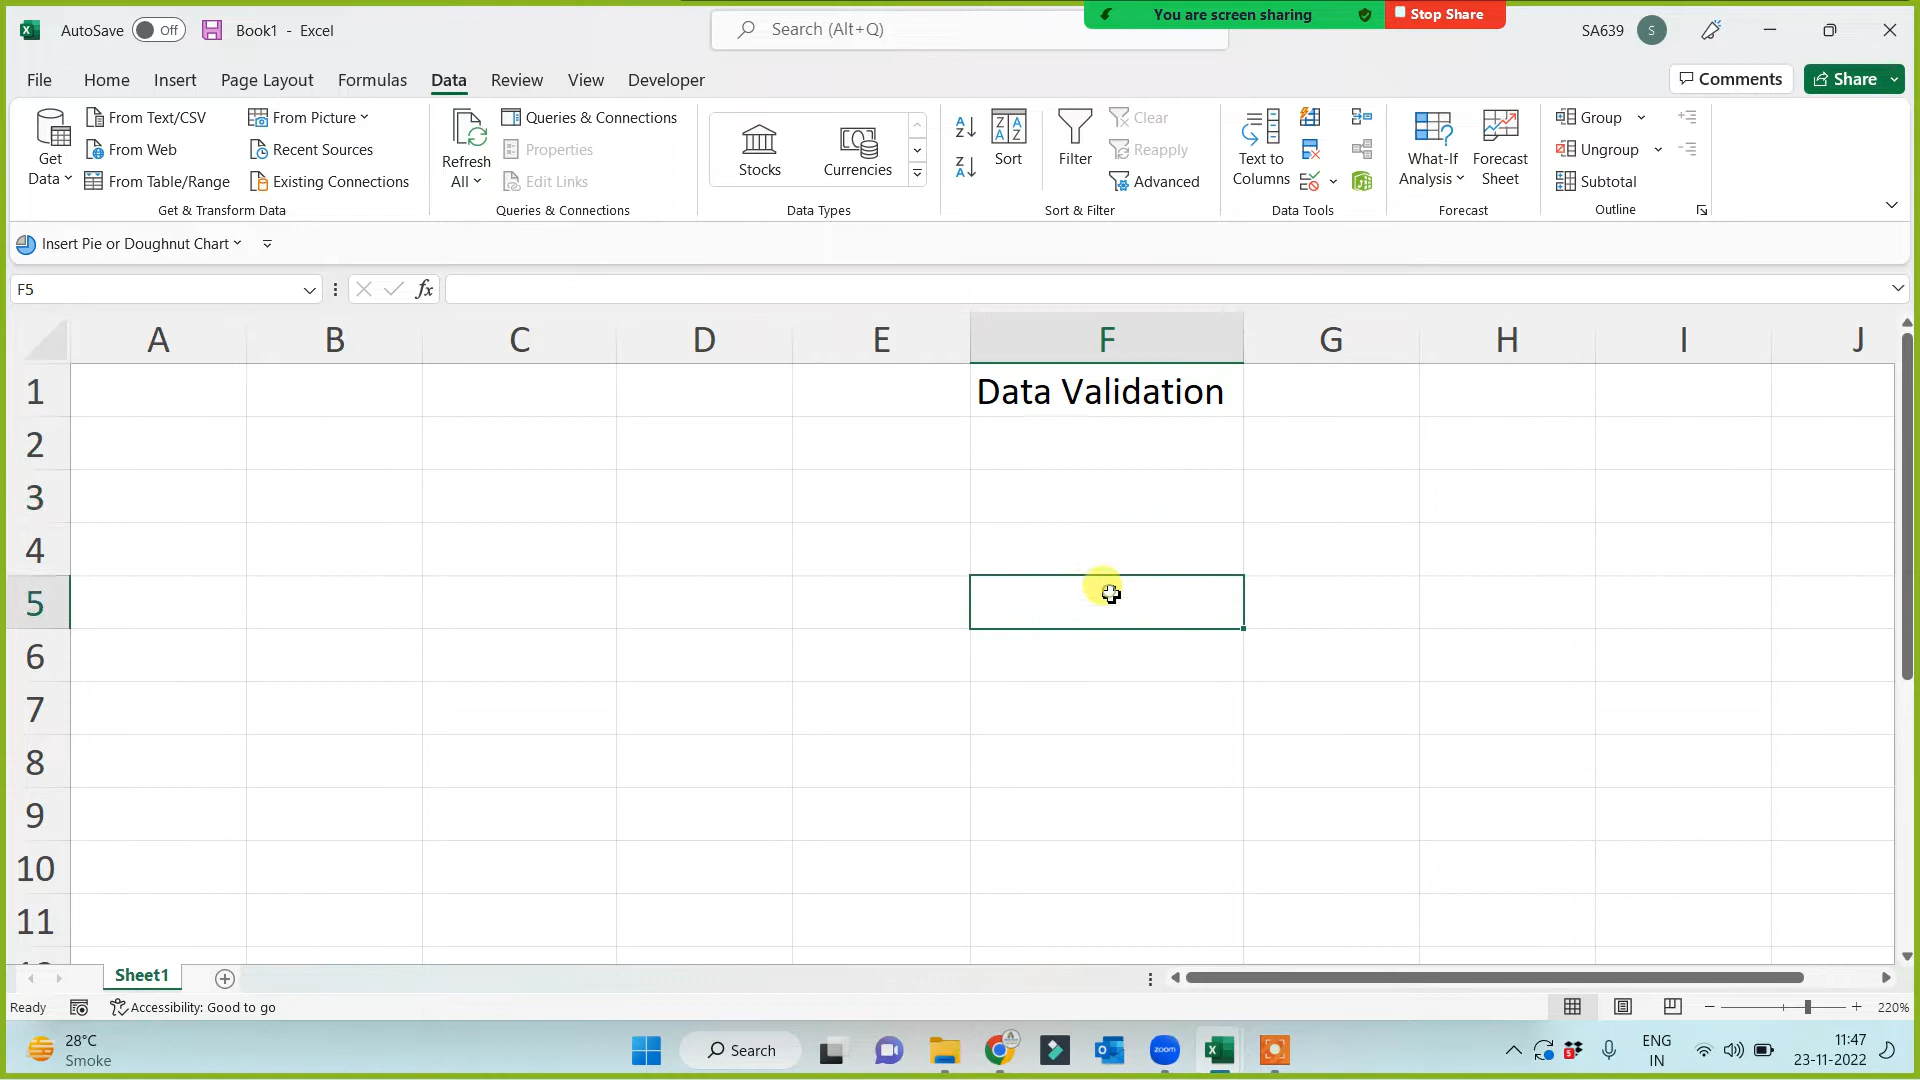 You are screen sharing
Stop Share
AutoSave Off Book1 - Excel
Search (Alt+Q)
SA639 S
File Home Insert Page Layout Formulas Data Review View Developer
Comments Share
Get Data
From Text/CSV
From Web
From Table/Range
From Picture
Recent Sources
Existing Connections
Get & Transform Data
Refresh All
Queries & Connections
Properties
Edit Links
Queries & Connections
Stocks Currencies
Data Types
Sort
Filter
Clear
Reapply
Advanced
Sort & Filter
Text to Columns
Data Tools
What-If Analysis
Forecast Sheet
Forecast
Group
Ungroup
Subtotal
Outline
Insert Pie or Doughnut Chart
F5
fx
A B C D E F G H I J
1 Data Validation
2
3
4
5
6
7
8
9
10
11
Sheet1
Ready Accessibility: Good to go 220%
28°C
Smoke
Search
zoom
ENG
IN
11:47
23-11-2022